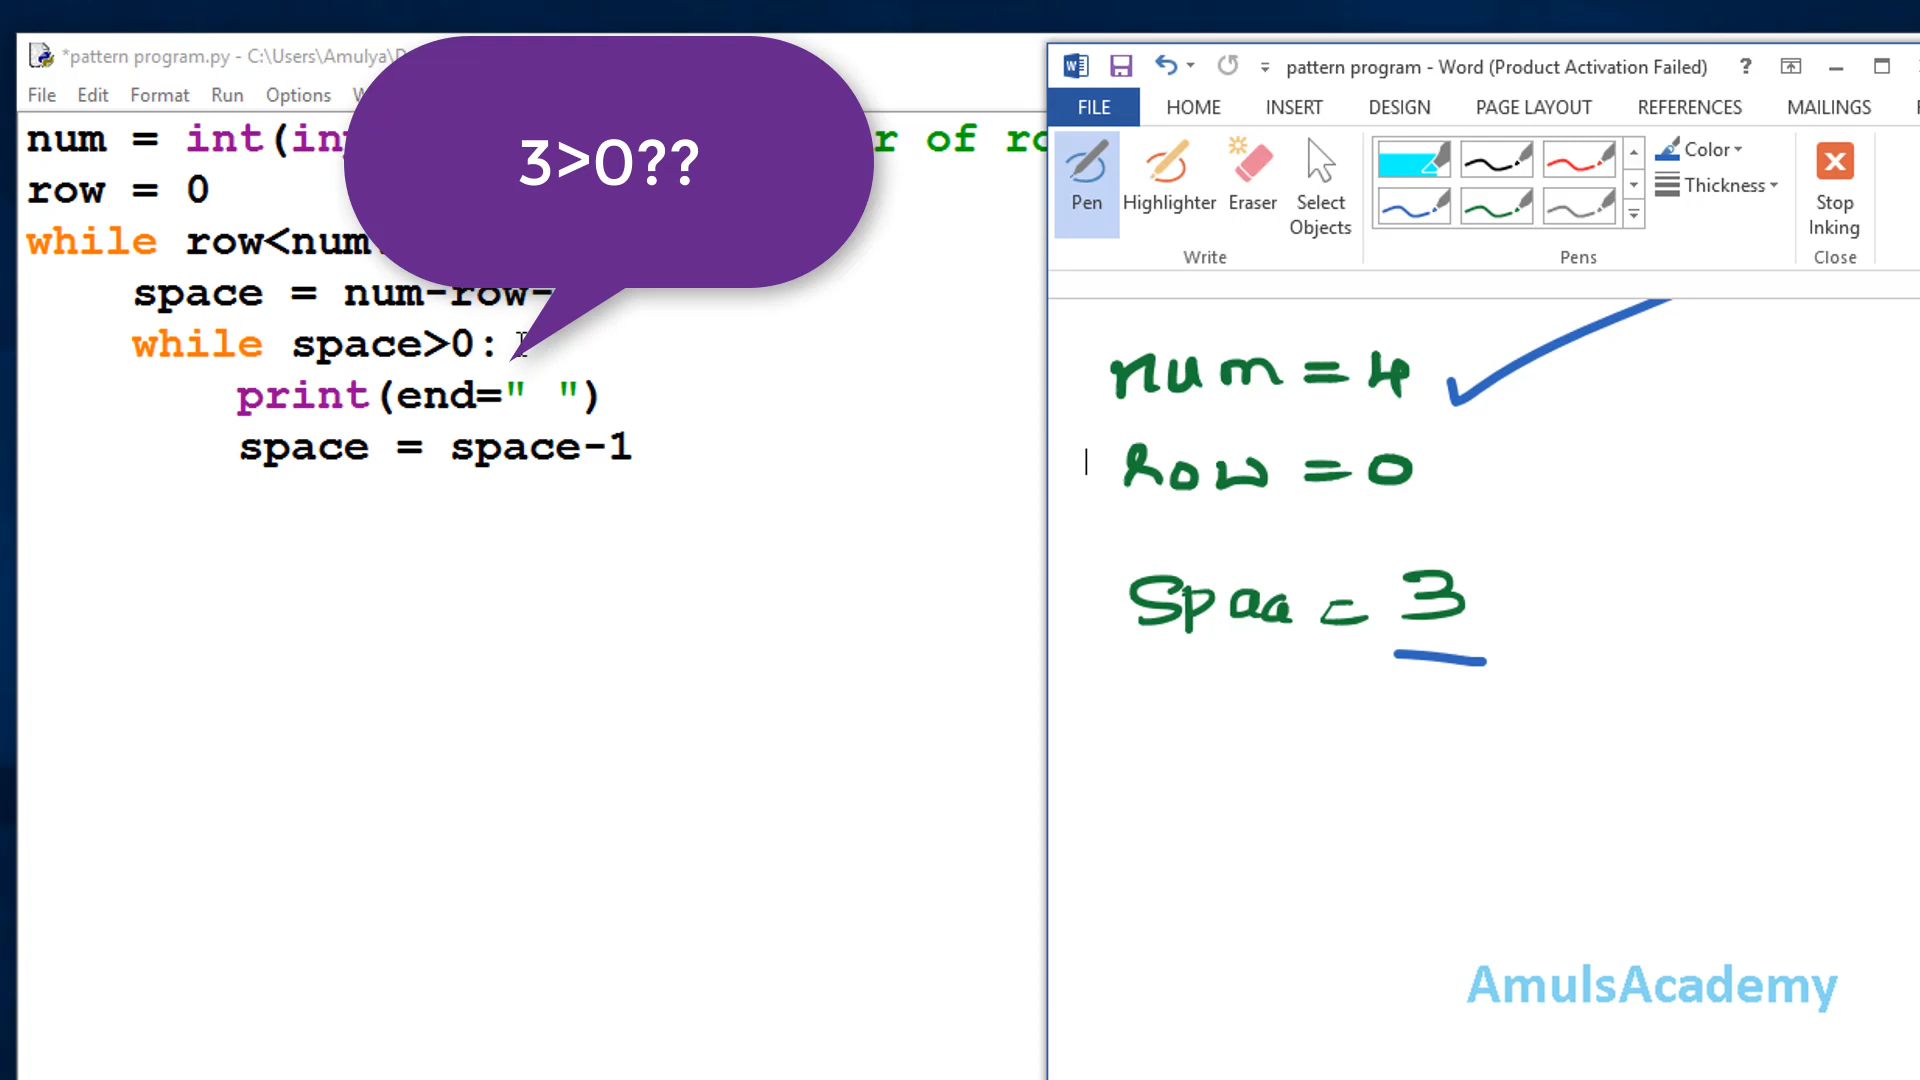 *pattern program.py - C:\Users\Amulya\
File Edit Format Run Options
num = int( r of
row = 0
while row<num
space = num-row-
while space>0:
print(end=" ")
space = space-1
3>0??
pattern program - Word (Product Activation Failed)
FILE HOME INSERT DESIGN PAGE LAYOUT REFERENCES MAILINGS
Pen Highlighter Eraser Select Objects
Write
Color
Thickness
Pens
Stop Inking
Close
num = 4
row = 0
Spaa = 3
AmulsAcademy